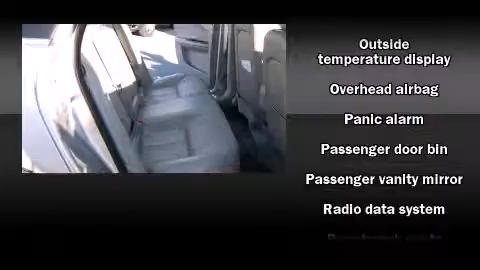 Outside
temperature display
Overhead airbag
Panic alarm
Passenger door bin
Passenger vanity mirror
Radio data system